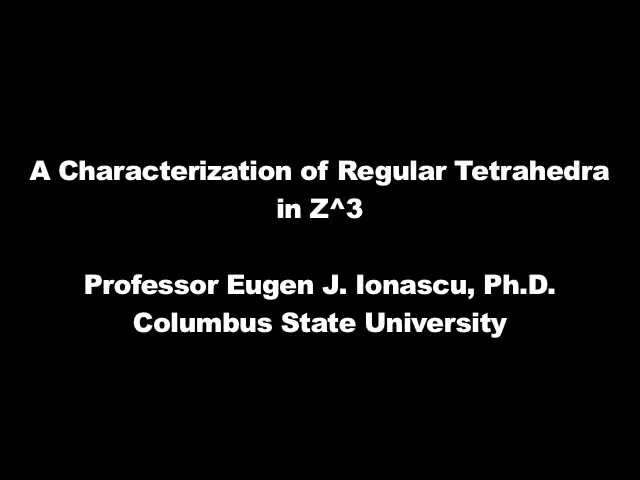 A Characterization of Regular Tetrahedra
in Z^3
Professor Eugen J. Ionascu, Ph.D.
Columbus State University